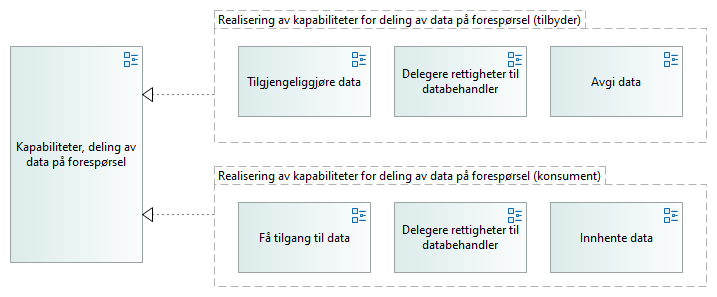 Realisering av kapabiliteter for deling av data på forespørsel (tilbyder)
Tilgjengeliggjøre data
Delegere rettigheter til
databehandler
Avgi data
Kapabiliteter, deling av
data på forespørsel
Realisering av kapabiliteter for deling av data på forespørsel (konsument)
Få tilgang til data
Delegere rettigheter til
databehandler
Innhente data